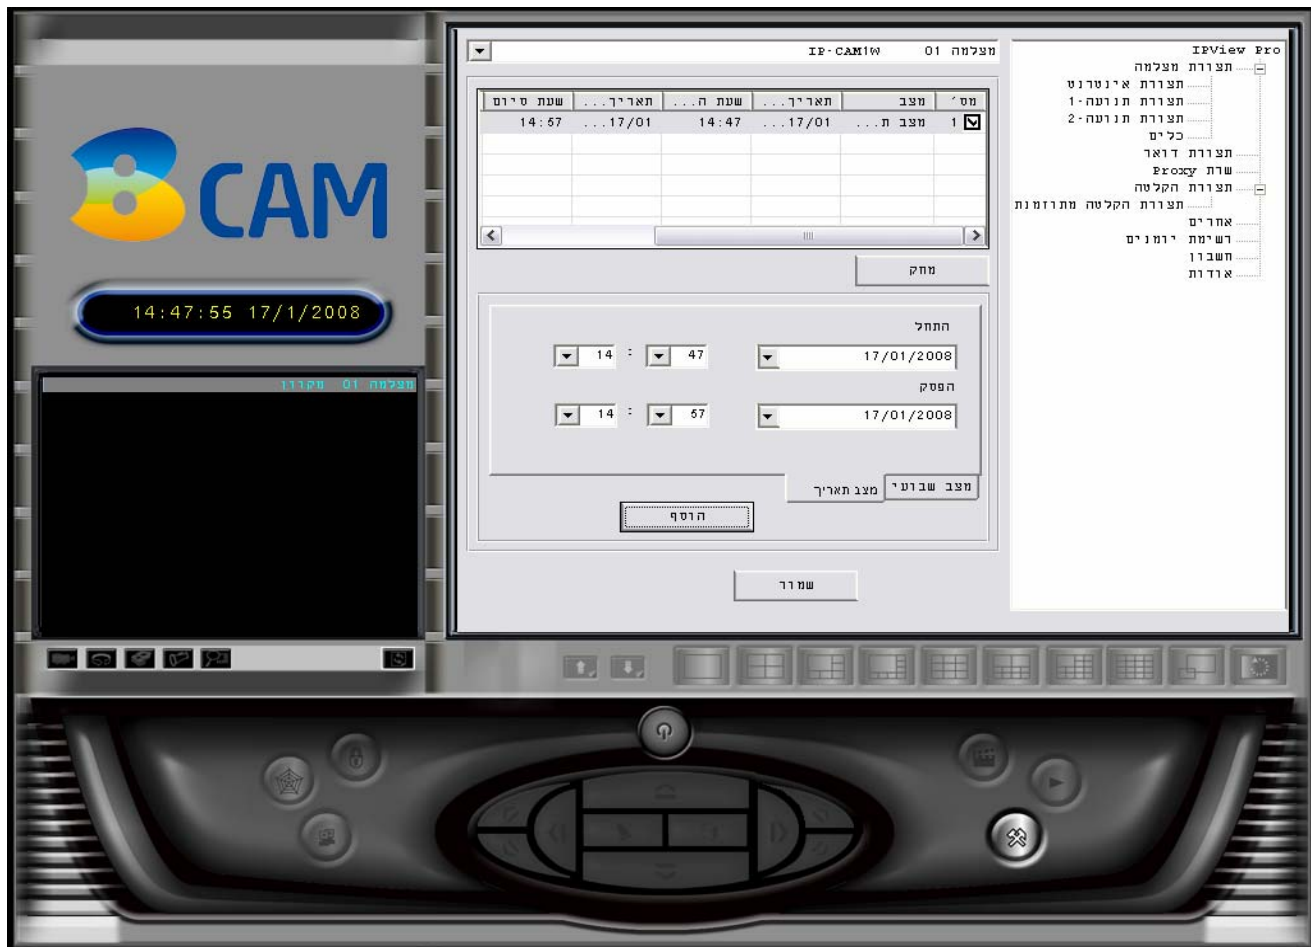 BCAM
14:47:55 17/1/2008
מצלמה 01 מקוון
מצלמה 01 IP-CAM1W
מס׳ מצב תאריך... שעת ה... תאריך... שעת סיום
1 מצב ת... 17/01... 14:47 17/01... 14:57
מחק
התחל
17/01/2008 47 : 14
הפסק
17/01/2008 57 : 14
מצב שבועי מצב תאריך
הוסף
שמור
IPView Pro
תצורת מצלמה
תצורת אינטרנט
תצורת תנועה-1
תצורת תנועה-2
כלים
תצורת דואר
שרת Proxy
תצורת הקלטה
תצורת הקלטה מתוזמנת
אחרים
רשימת יומנים
חשבון
אודות